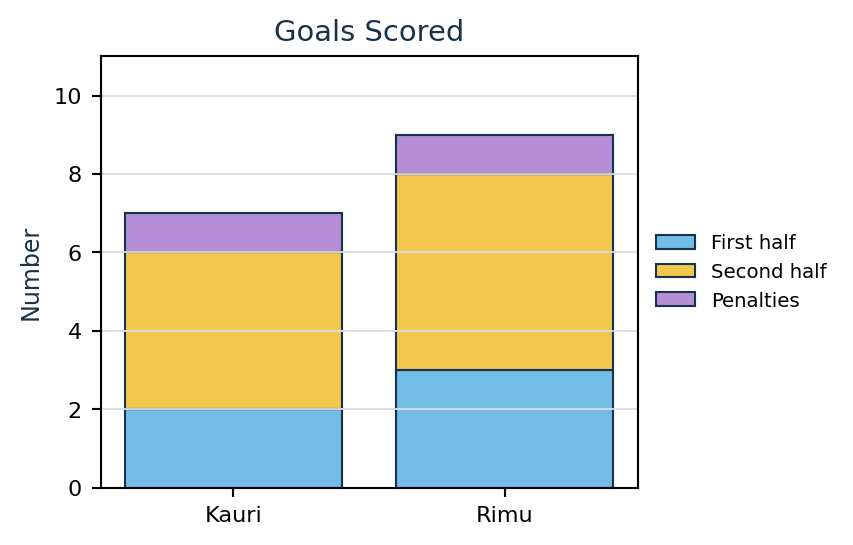 Goals Scored
Number
10
8
6
4
2
0
Kauri
Rimu
First half
Second half
Penalties